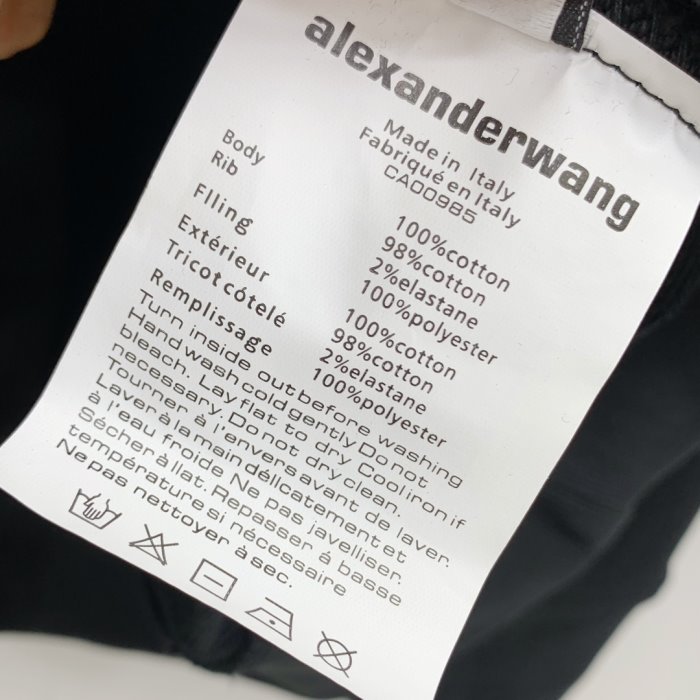 alexanderwang
Made in Italy
Fabriqué en Italy
CA00985
Body 100%cotton
Rib 98%cotton
2%elastane
FIling 100%polyester
Extérieur 100%cotton
Tricot côtelé 98%cotton
2%elastane
Remplissage 100%polyester
Turn inside out before washing
Hand wash cold gently Do not
bleach. Lay flat to dry Cool iron if
necessary. Do not dry clean.
Tourner à l'envers avant de laver.
Laver à la main délicatement et
à l'eau froide Ne pas javelliser.
Sécher à llat. Repasser à basse
température si nécessaire
Ne pas nettoyer à sec.